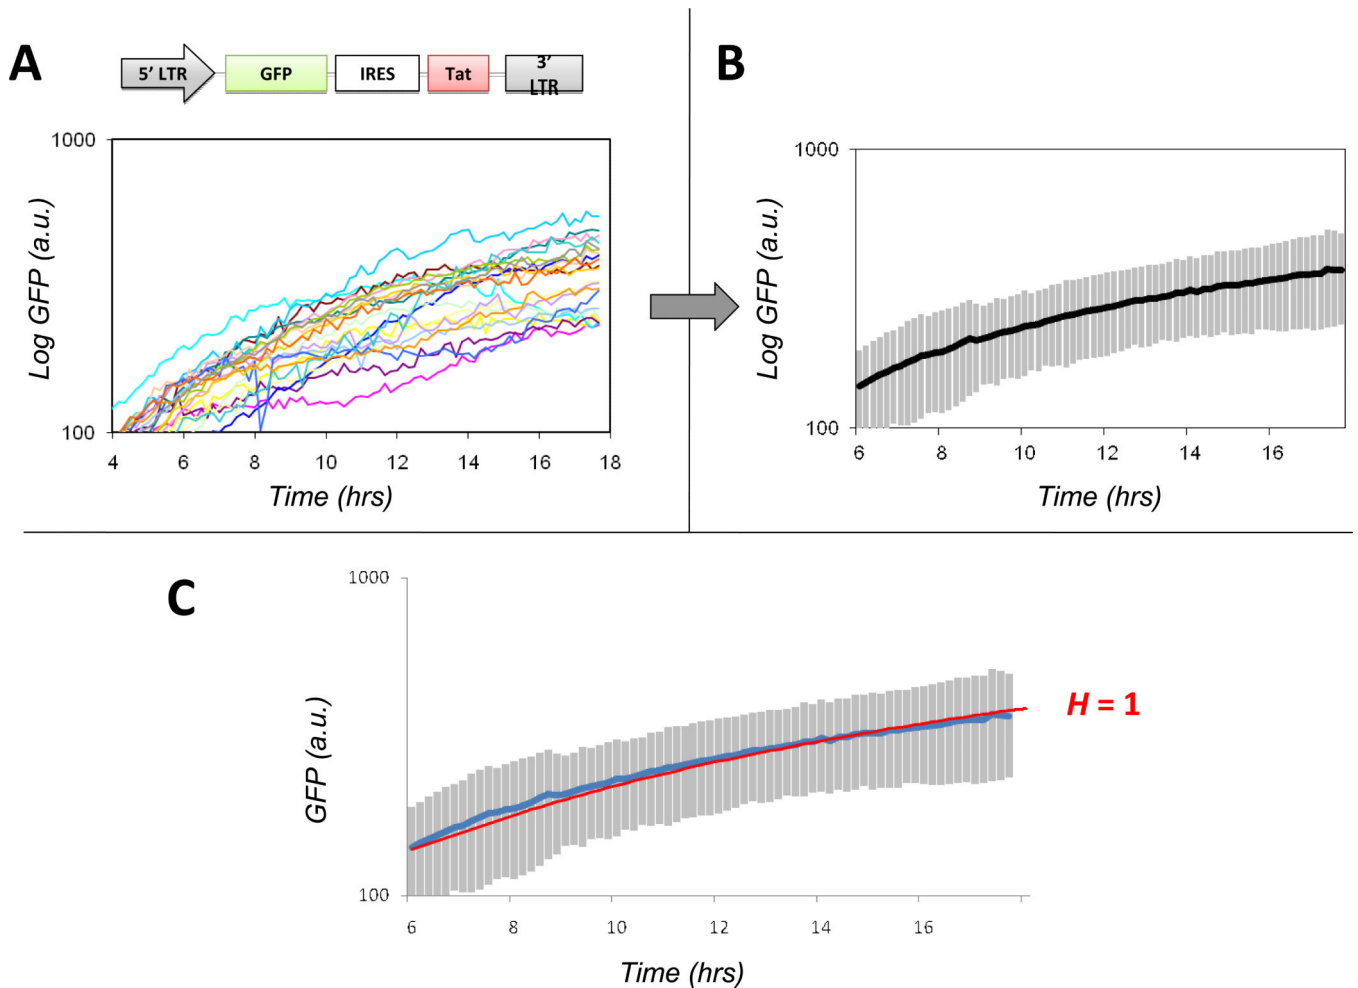 A
5' LTR GFP IRES Tat 3' LTR
1000
100
Log GFP (a.u.)
4 6 8 10 12 14 16 18
Time (hrs)
B
1000
100
Log GFP (a.u.)
6 8 10 12 14 16
Time (hrs)
C
1000
100
GFP (a.u.)
H = 1
6 8 10 12 14 16
Time (hrs)